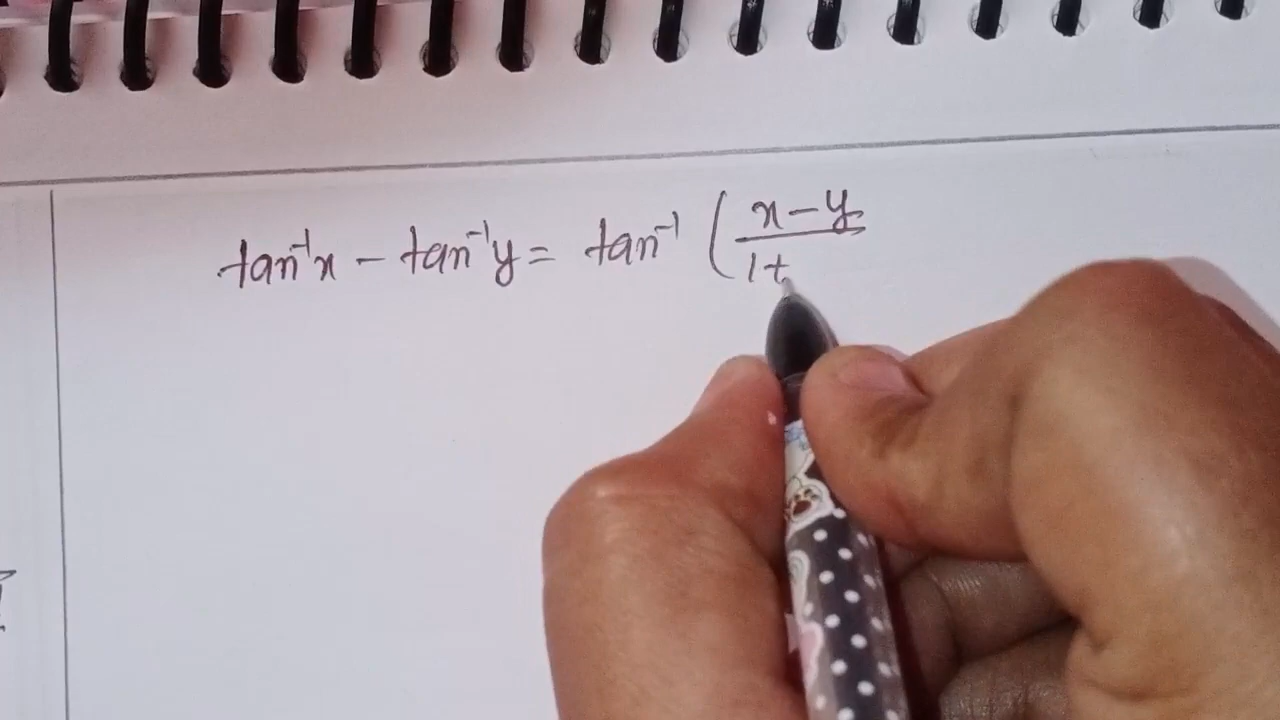 tan⁻¹x − tan⁻¹y = tan⁻¹ (x−y/1+